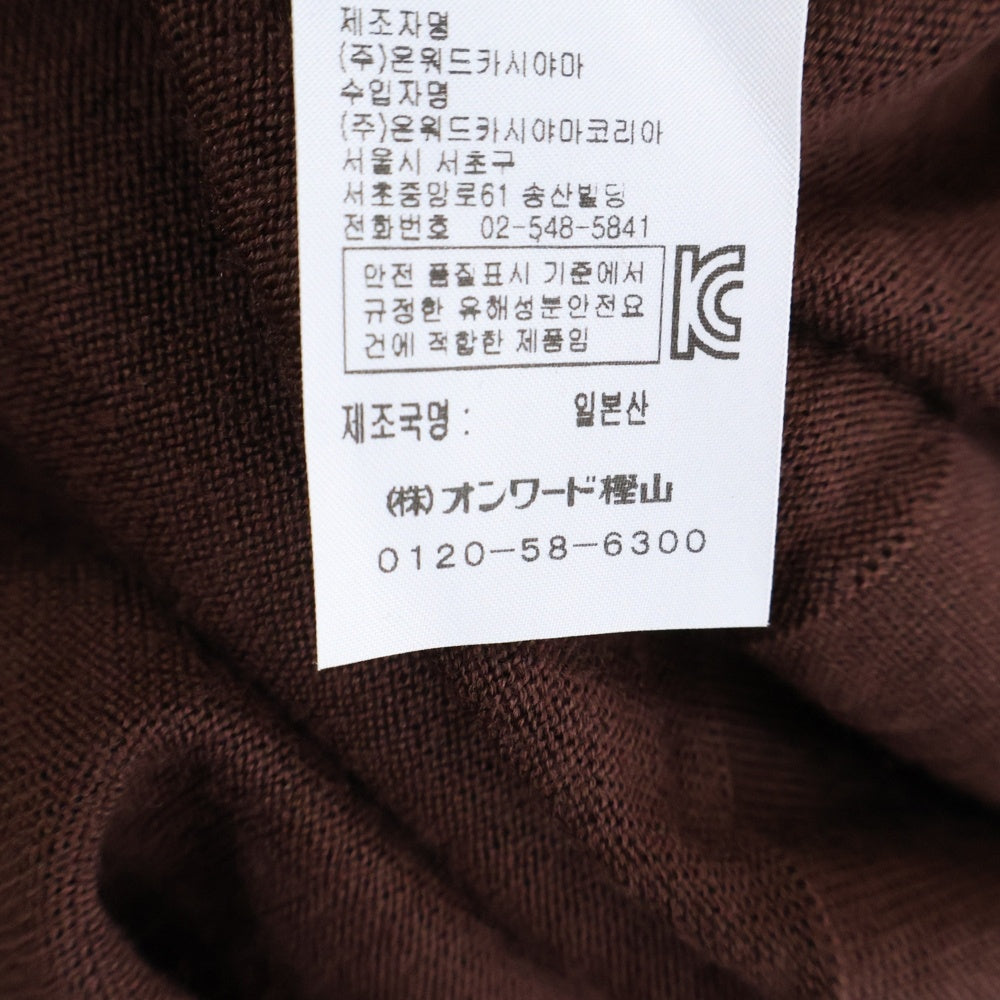 제조자명
(주)온워드카시야마
수입자명
(주)온워드카시야마코리아
서울시 서초구
서초중앙로61 송산빌딩
전화번호 02-548-5841
안전 품질표시 기준에서
규정한 유해성분안전요
건에 적합한 제품임
KC
제조국명 : 일본산
(株)オンワード樫山
0120-58-6300